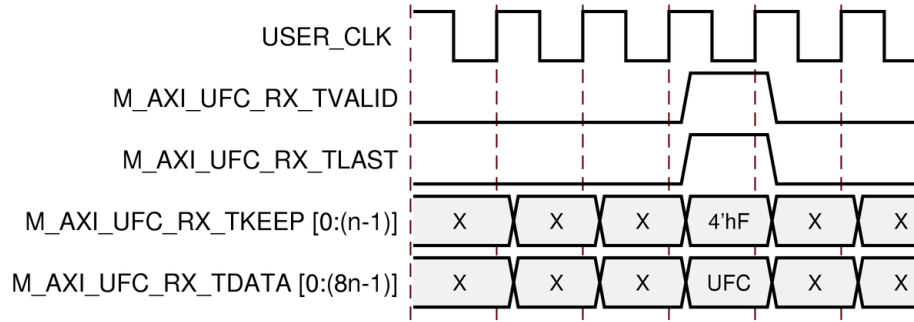 USER_CLK
M_AXI_UFC_RX_TVALID
M_AXI_UFC_RX_TLAST
M_AXI_UFC_RX_TKEEP [0:(n-1)] X X X 4'hF X X
M_AXI_UFC_RX_TDATA [0:(8n-1)] X X X UFC X X